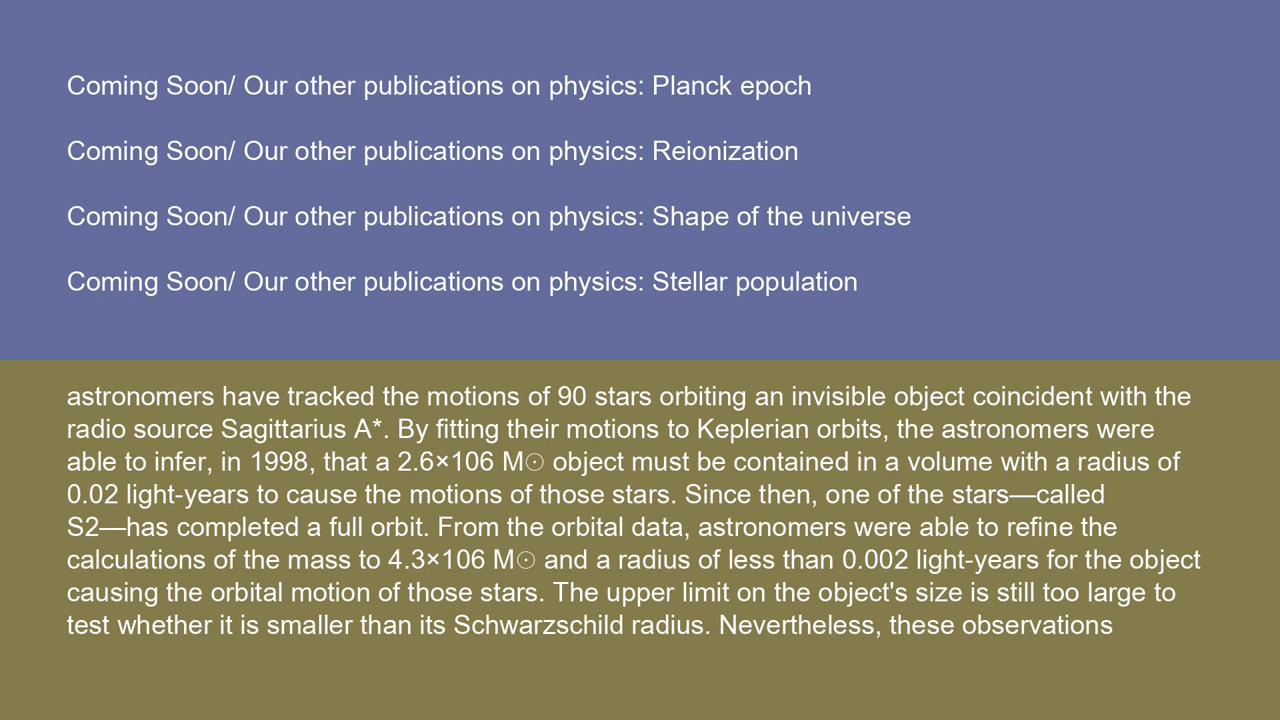 Coming Soon/ Our other publications on physics: Planck epoch
Coming Soon/ Our other publications on physics: Reionization
Coming Soon/ Our other publications on physics: Shape of the universe
Coming Soon/ Our other publications on physics: Stellar population
astronomers have tracked the motions of 90 stars orbiting an invisible object coincident with the
radio source Sagittarius A*. By fitting their motions to Keplerian orbits, the astronomers were
able to infer, in 1998, that a 2.6×106 M☉ object must be contained in a volume with a radius of
0.02 light-years to cause the motions of those stars. Since then, one of the stars—called
S2—has completed a full orbit. From the orbital data, astronomers were able to refine the
calculations of the mass to 4.3×106 M☉ and a radius of less than 0.002 light-years for the object
causing the orbital motion of those stars. The upper limit on the object's size is still too large to
test whether it is smaller than its Schwarzschild radius. Nevertheless, these observations